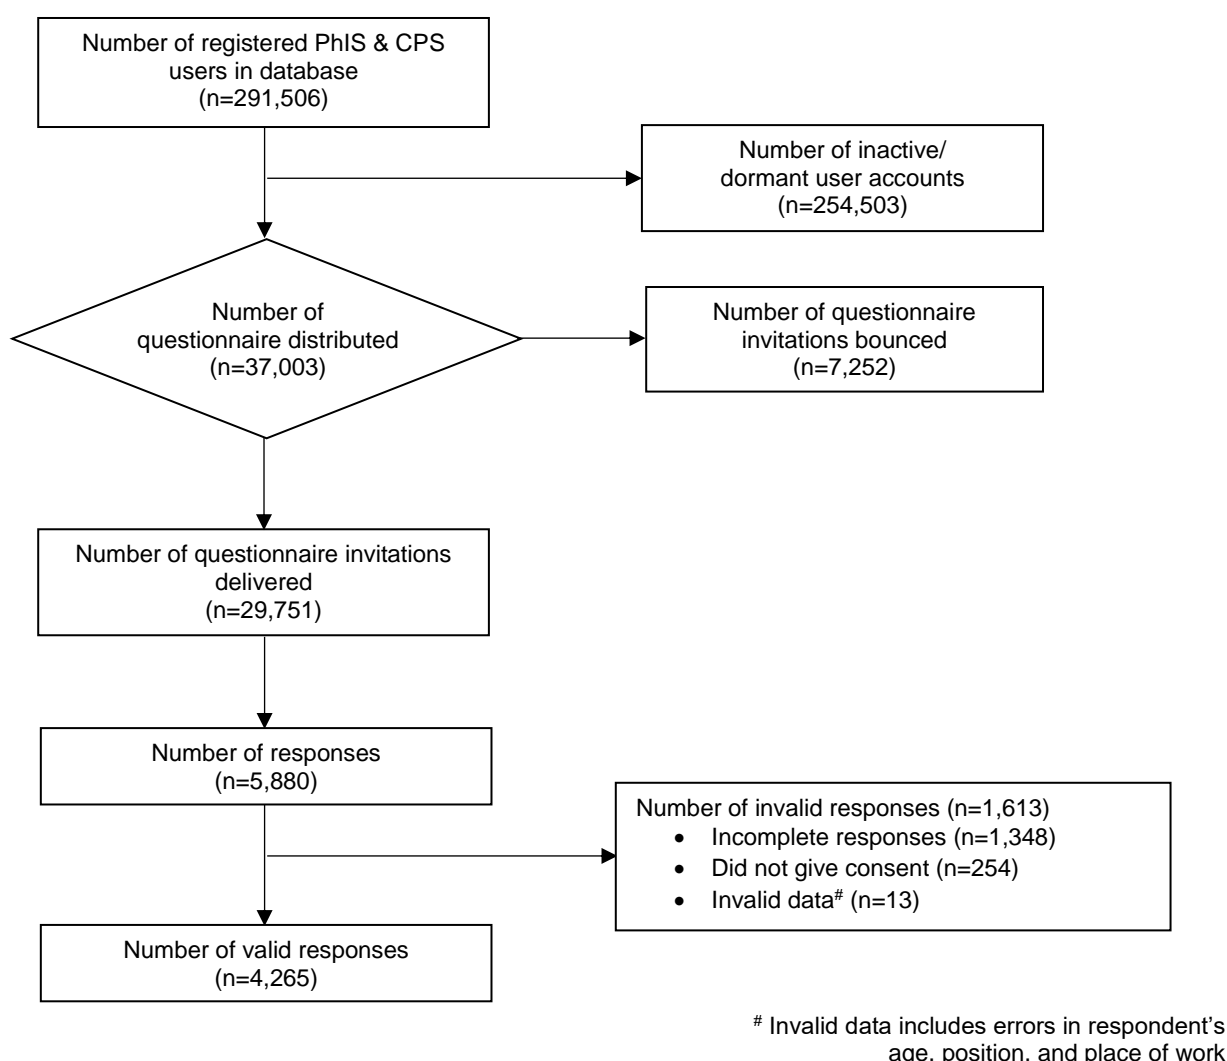 Number of registered PhIS & CPS
users in database
(n=291,506)
Number of inactive/
dormant user accounts
(n=254,503)
Number of
questionnaire distributed
(n=37,003)
Number of questionnaire
invitations bounced
(n=7,252)
Number of questionnaire invitations
delivered
(n=29,751)
Number of responses
(n=5,880)
Number of invalid responses (n=1,613)
• Incomplete responses (n=1,348)
• Did not give consent (n=254)
• Invalid data# (n=13)
Number of valid responses
(n=4,265)
# Invalid data includes errors in respondent’s
age, position, and place of work